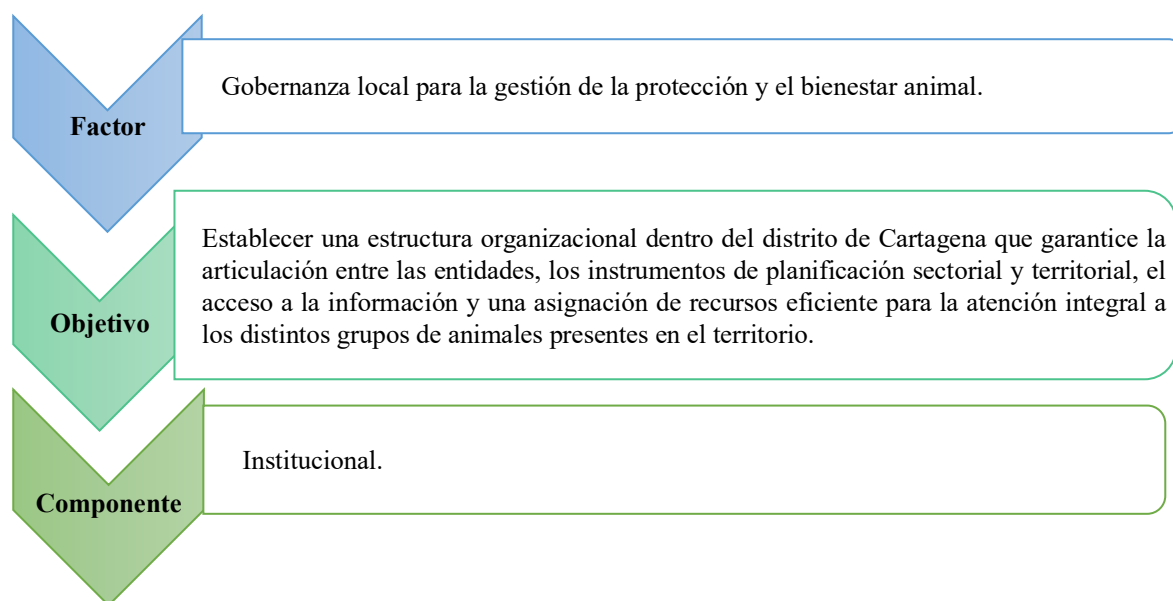 Factor
Gobernanza local para la gestión de la protección y el bienestar animal.
Objetivo
Establecer una estructura organizacional dentro del distrito de Cartagena que garantice la
articulación entre las entidades, los instrumentos de planificación sectorial y territorial, el
acceso a la información y una asignación de recursos eficiente para la atención integral a
los distintos grupos de animales presentes en el territorio.
Componente
Institucional.